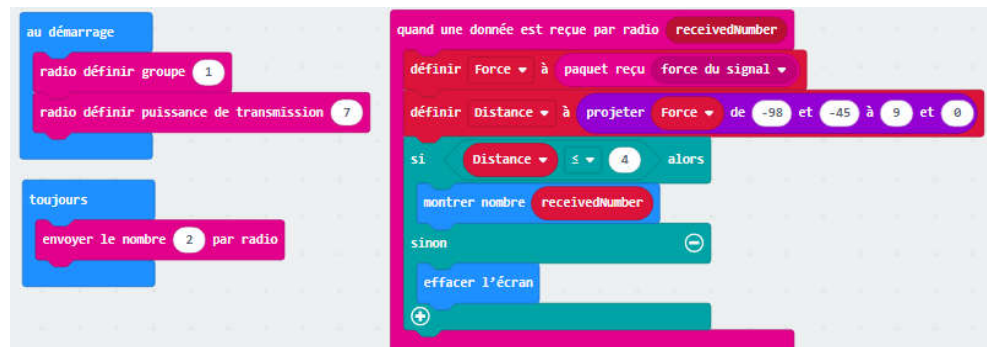 au démarrage
radio définir groupe 1
radio définir puissance de transmission 7
toujours
envoyer le nombre 2 par radio
quand une donnée est reçue par radio receivedNumber
définir Force à paquet reçu force du signal
définir Distance à projeter Force de -98 et -45 à 9 et 0
si Distance ≤ 4 alors
montrer nombre receivedNumber
sinon
effacer l'écran